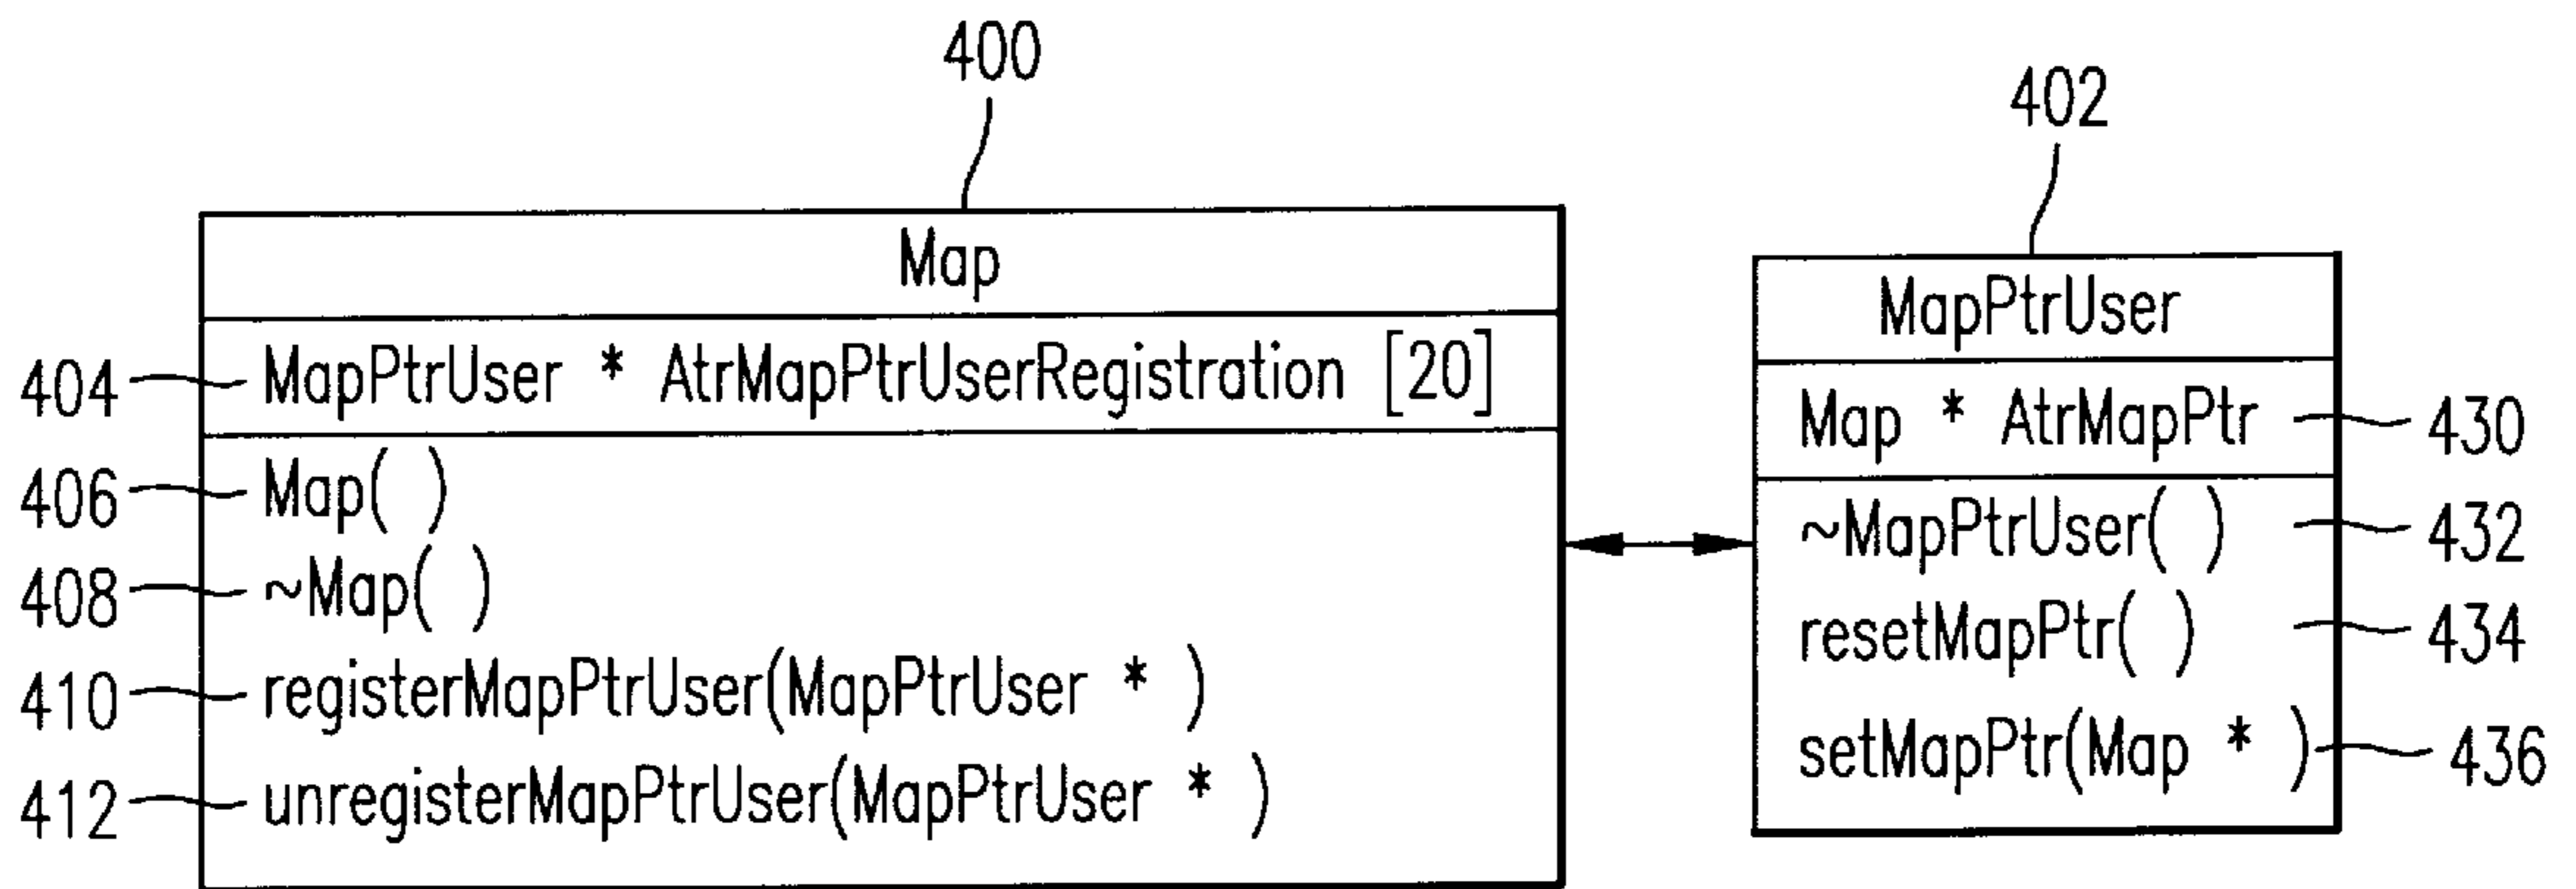 400
402
Map
MapPtrUser
404 MapPtrUser * AtrMapPtrUserRegistration [20]
Map * AtrMapPtr 430
406 Map( )
~MapPtrUser( ) 432
408 ~Map( )
resetMapPtr( ) 434
410 registerMapPtrUser(MapPtrUser * )
setMapPtr(Map * ) 436
412 unregisterMapPtrUser(MapPtrUser * )